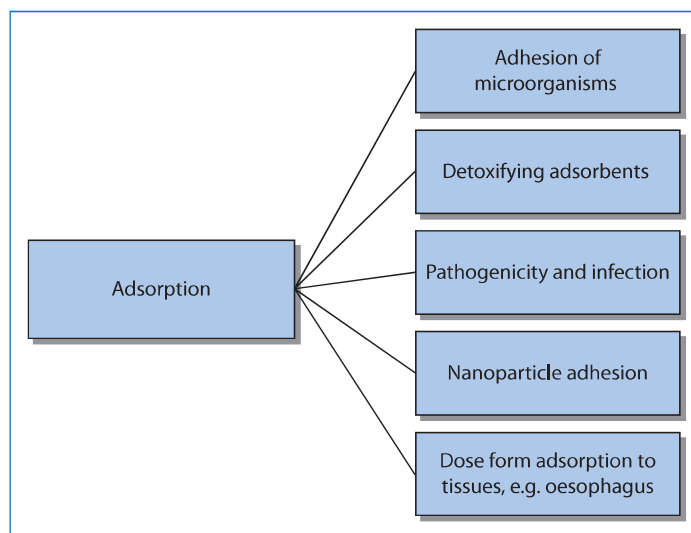 Adhesion of
microorganisms
Detoxifying adsorbents
Adsorption
Pathogenicity and infection
Nanoparticle adhesion
Dose form adsorption to
tissues, e.g. oesophagus